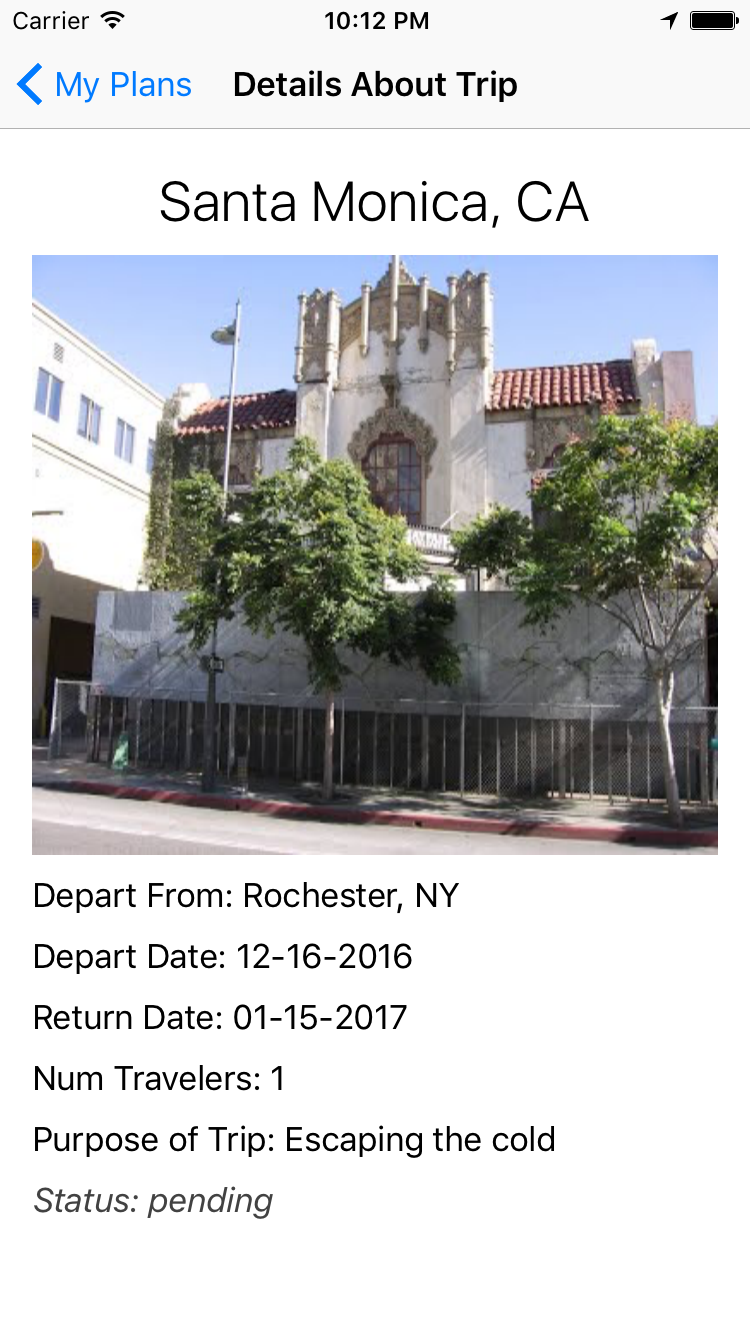 Carrier 10:12 PM
My Plans Details About Trip
Santa Monica, CA
Depart From: Rochester, NY
Depart Date: 12-16-2016
Return Date: 01-15-2017
Num Travelers: 1
Purpose of Trip: Escaping the cold
Status: pending